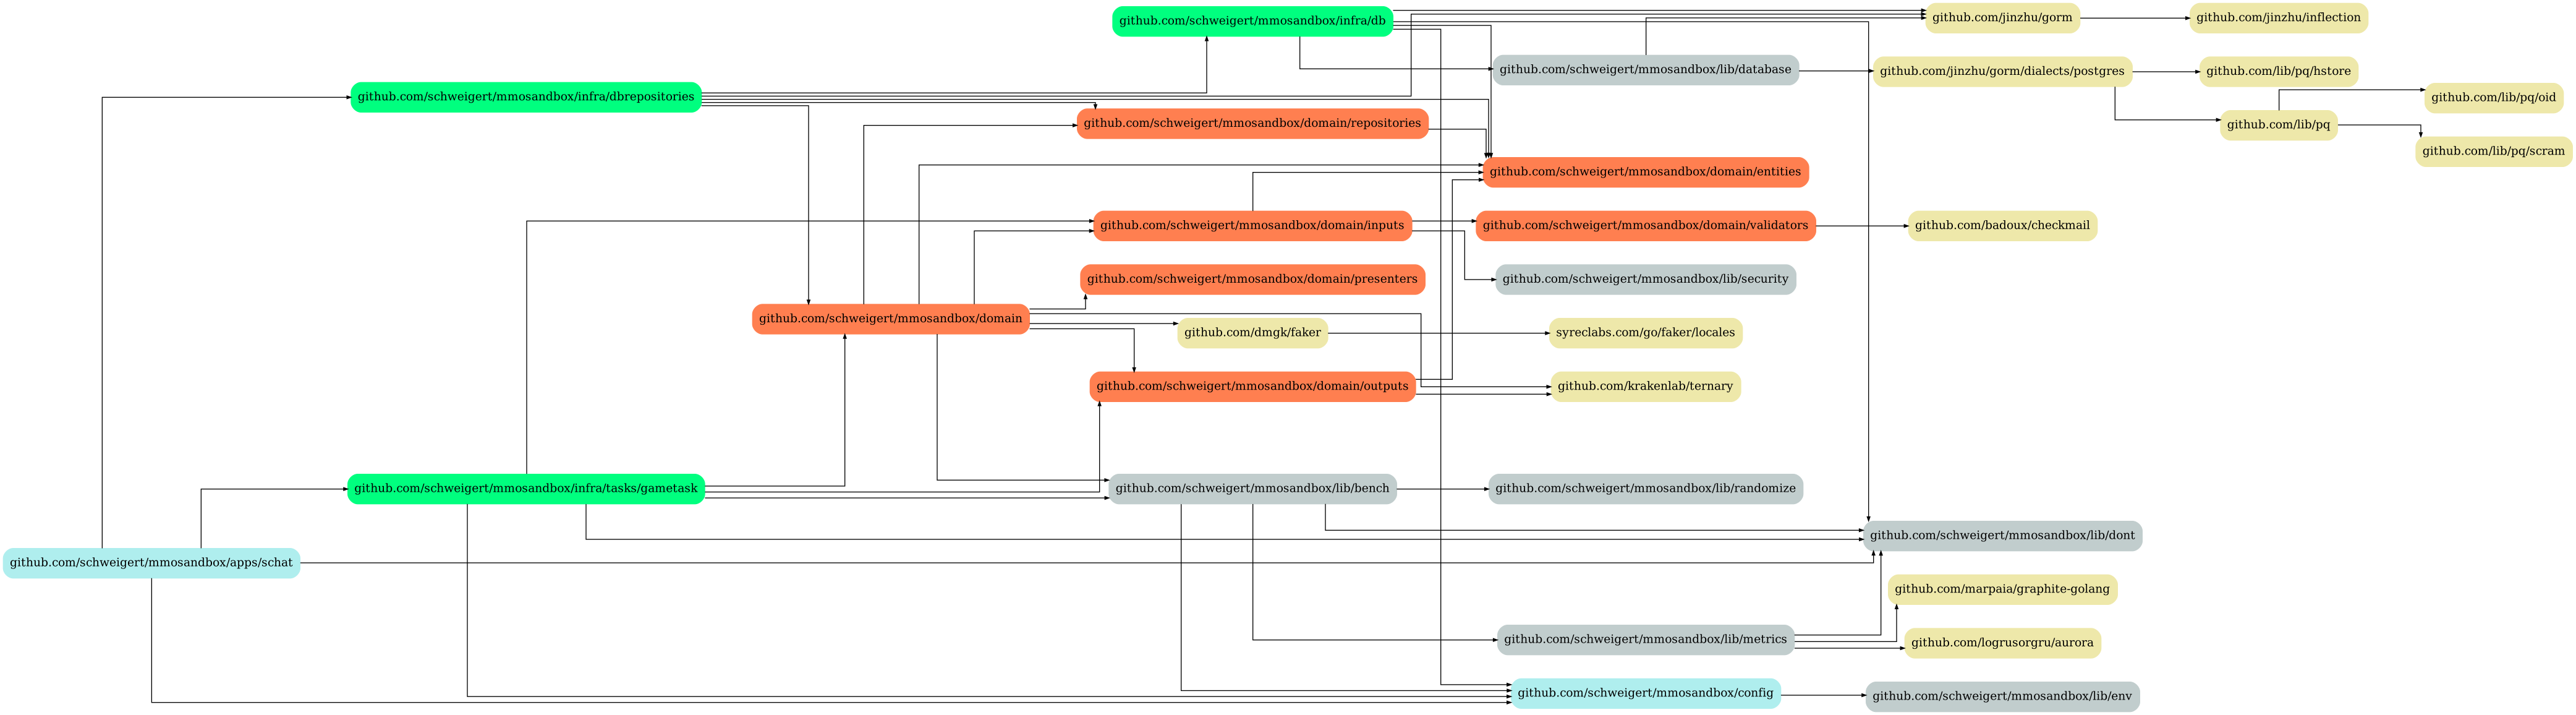 github.com/schweigert/mmosandbox/infra/db
github.com/jinzhu/gorm
github.com/jinzhu/inflection
github.com/schweigert/mmosandbox/lib/database
github.com/jinzhu/gorm/dialects/postgres
github.com/lib/pq/hstore
github.com/schweigert/mmosandbox/infra/dbrepositories
github.com/lib/pq/oid
github.com/schweigert/mmosandbox/domain/repositories
github.com/lib/pq
github.com/lib/pq/scram
github.com/schweigert/mmosandbox/domain/entities
github.com/schweigert/mmosandbox/domain/inputs
github.com/schweigert/mmosandbox/domain/validators
github.com/badoux/checkmail
github.com/schweigert/mmosandbox/domain/presenters
github.com/schweigert/mmosandbox/lib/security
github.com/schweigert/mmosandbox/domain
github.com/dmgk/faker
syreclabs.com/go/faker/locales
github.com/schweigert/mmosandbox/domain/outputs
github.com/krakenlab/ternary
github.com/schweigert/mmosandbox/infra/tasks/gametask
github.com/schweigert/mmosandbox/lib/bench
github.com/schweigert/mmosandbox/lib/randomize
github.com/schweigert/mmosandbox/lib/dont
github.com/schweigert/mmosandbox/apps/schat
github.com/marpaia/graphite-golang
github.com/schweigert/mmosandbox/lib/metrics
github.com/logrusorgru/aurora
github.com/schweigert/mmosandbox/config
github.com/schweigert/mmosandbox/lib/env